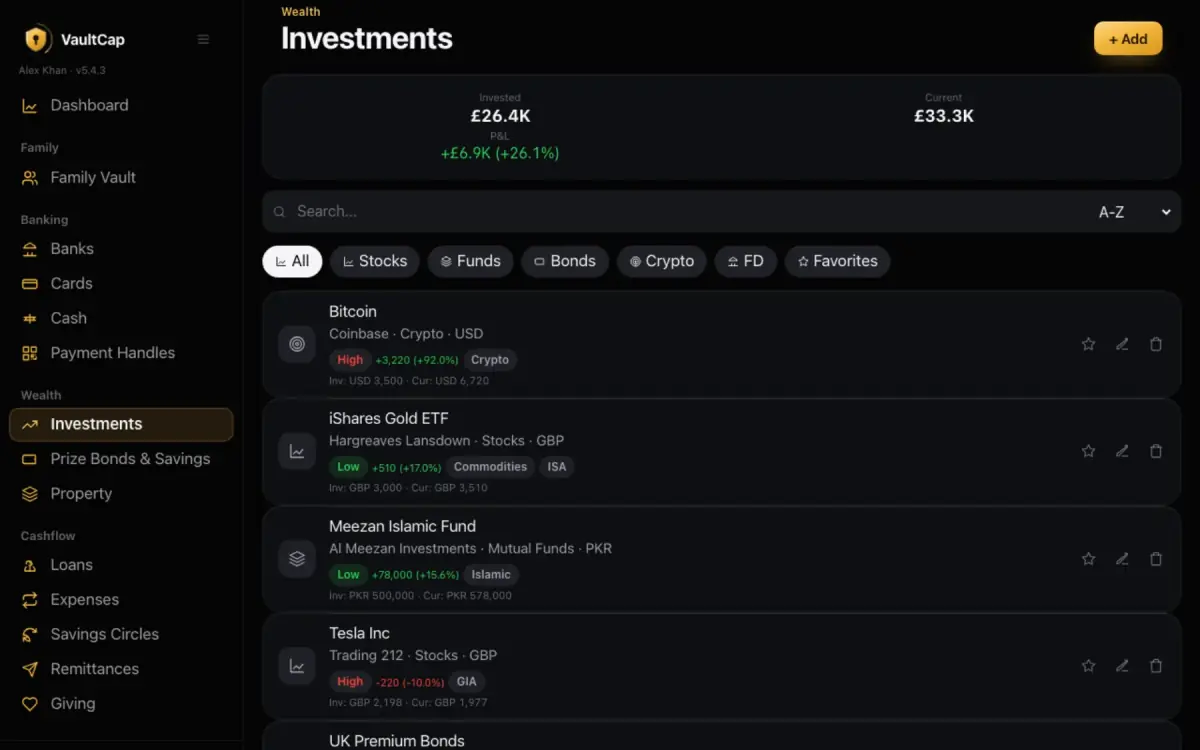 VaultCap
Alex Khan · v5.4.3
Dashboard
Family
Family Vault
Banking
Banks
Cards
Cash
Payment Handles
Wealth
Investments
Prize Bonds & Savings
Property
Cashflow
Loans
Expenses
Savings Circles
Remittances
Giving
Wealth
Investments
+ Add
Invested
£26.4K
P&L
+£6.9K (+26.1%)
Current
£33.3K
Search...
A-Z
All
Stocks
Funds
Bonds
Crypto
FD
Favorites
Bitcoin
Coinbase · Crypto · USD
High +3,220 (+92.0%) Crypto
Inv: USD 3,500 · Cur: USD 6,720
iShares Gold ETF
Hargreaves Lansdown · Stocks · GBP
Low +510 (+17.0%) Commodities ISA
Inv: GBP 3,000 · Cur: GBP 3,510
Meezan Islamic Fund
Al Meezan Investments · Mutual Funds · PKR
Low +78,000 (+15.6%) Islamic
Inv: PKR 500,000 · Cur: PKR 578,000
Tesla Inc
Trading 212 · Stocks · GBP
High -220 (-10.0%) GIA
Inv: GBP 2,198 · Cur: GBP 1,977
UK Premium Bonds